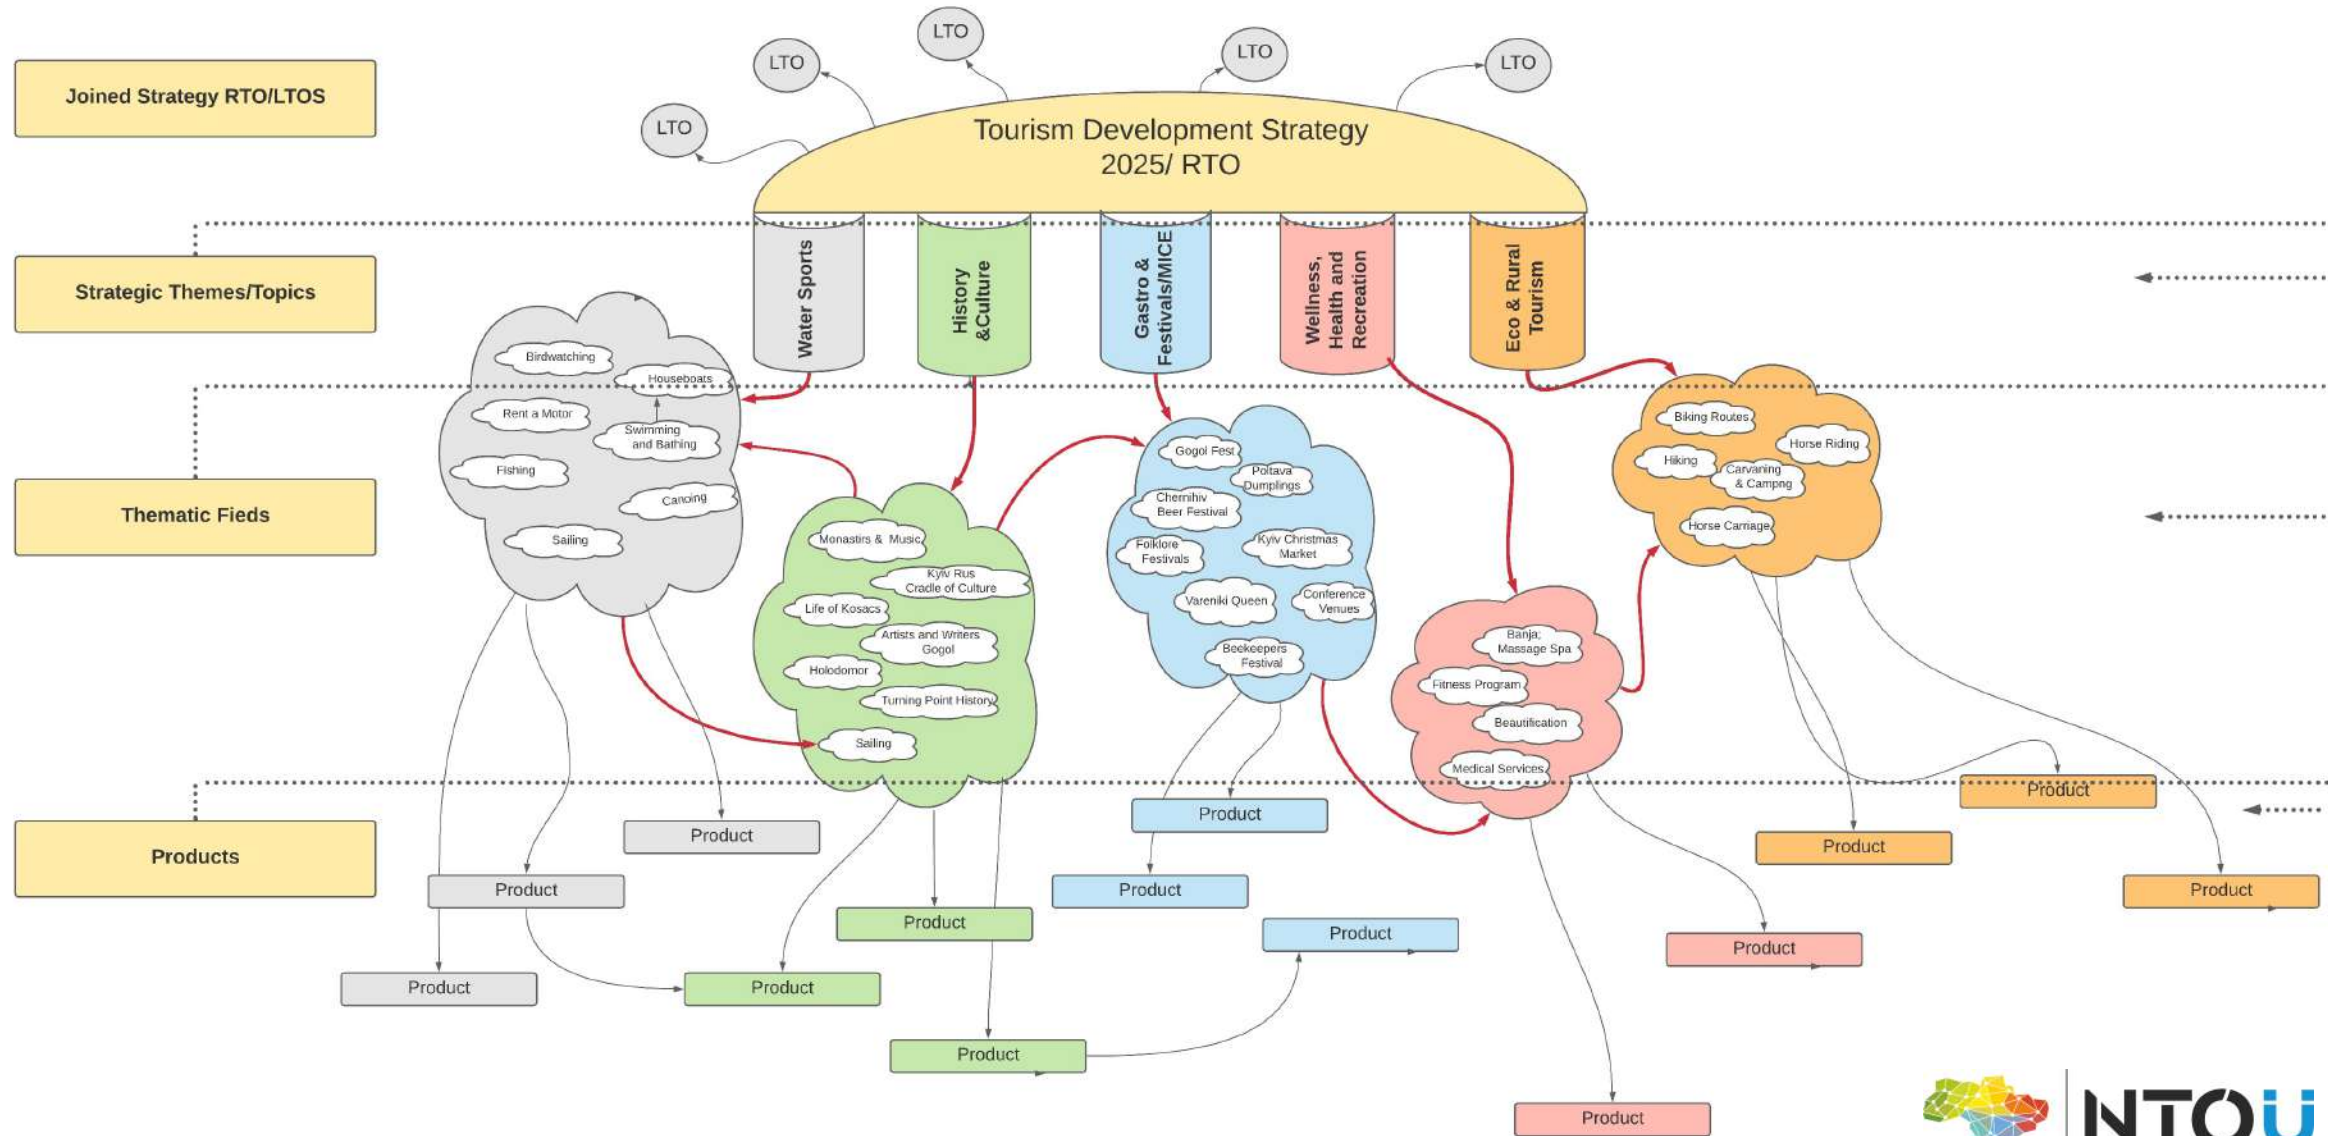 LTO
LTO
LTO
LTO
LTO
Joined Strategy RTO/LTOS
Tourism Development Strategy
2025/ RTO
Strategic Themes/Topics
Water Sports
History
&Culture
Gastro &
Festivals/MICE
Wellness,
Health and
Recreation
Eco & Rural
Tourism
Thematic Fieds
Birdwatching
Houseboats
Rent a Motor
Swimming
and Bathing
Fishing
Canoing
Sailing
Monastirs & Music
Kyiv Rus
Cradle of Culture
Life of Kosacs
Artists and Writers
Gogol
Holodomor
Turning Point History
Sailing
Gogol Fest
Poltava
Dumplings
Chernihiv
Beer Festival
Folklore
Festivals
Kyiv Christmas
Market
Vareniki Queen
Conference
Venues
Beekeepers
Festival
Banja;
Massage Spa
Fitness Program
Beautification
Medical Services
Biking Routes
Horse Riding
Hiking
Carvaning
& Campng
Horse Carriage
Products
Product
Product
Product
Product
Product
Product
Product
Product
Product
Product
Product
Product
Product
Product
NTOU